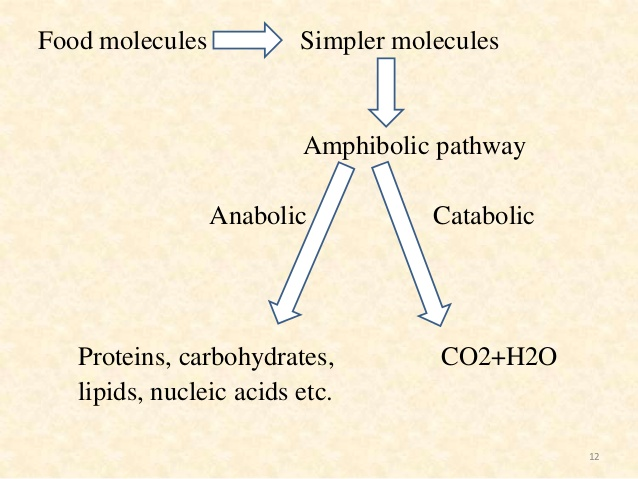 Food molecules
Simpler molecules
Amphibolic pathway
Anabolic
Catabolic
Proteins, carbohydrates,
lipids, nucleic acids etc.
CO2+H2O
12